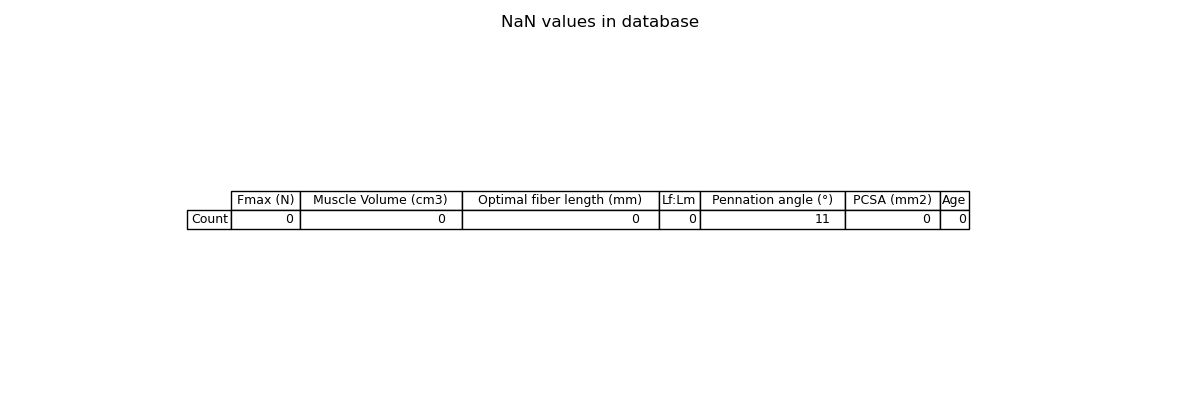 NaN values in database
Fmax (N) Muscle Volume (cm3) Optimal fiber length (mm) Lf:Lm Pennation angle (°) PCSA (mm2) Age
Count 0 0 0 0 11 0 0